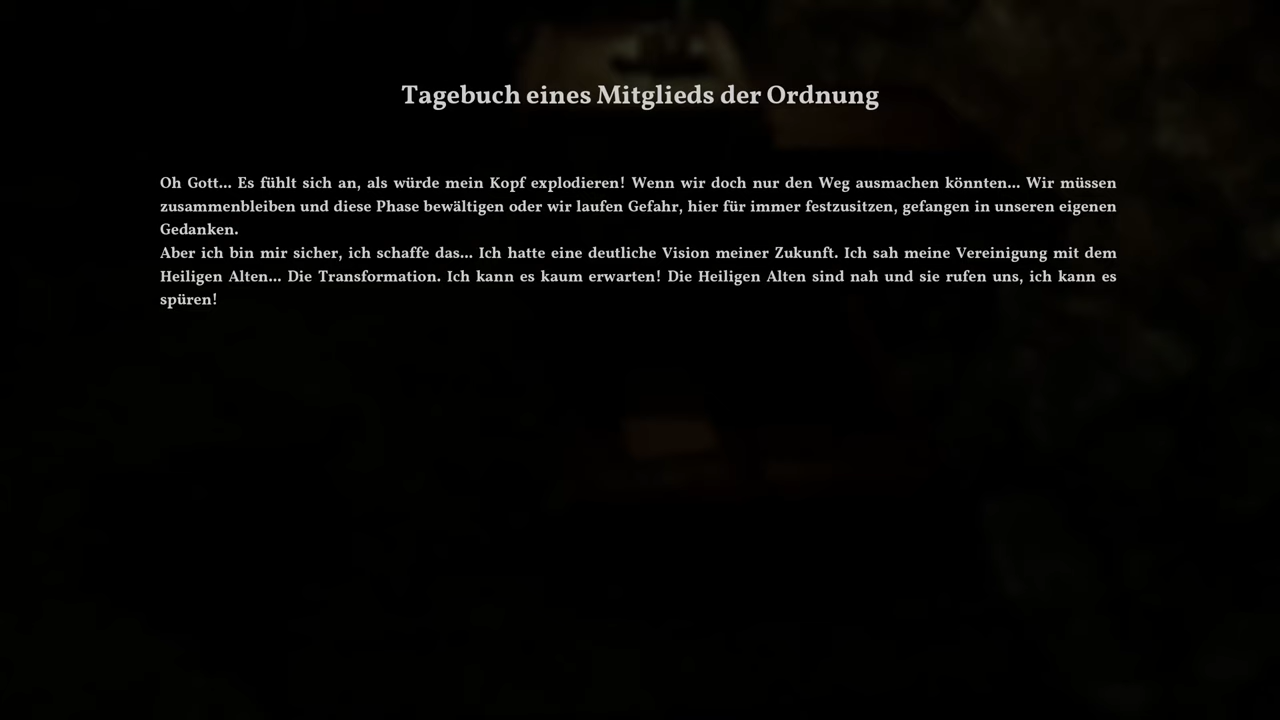 Tagebuch eines Mitglieds der Ordnung
Oh Gott... Es fühlt sich an, als würde mein Kopf explodieren! Wenn wir doch nur den Weg ausmachen könnten... Wir müssen
zusammenbleiben und diese Phase bewältigen oder wir laufen Gefahr, hier für immer festzusitzen, gefangen in unseren eigenen
Gedanken.
Aber ich bin mir sicher, ich schaffe das... Ich hatte eine deutliche Vision meiner Zukunft. Ich sah meine Vereinigung mit dem
Heiligen Alten... Die Transformation. Ich kann es kaum erwarten! Die Heiligen Alten sind nah und sie rufen uns, ich kann es
spüren!